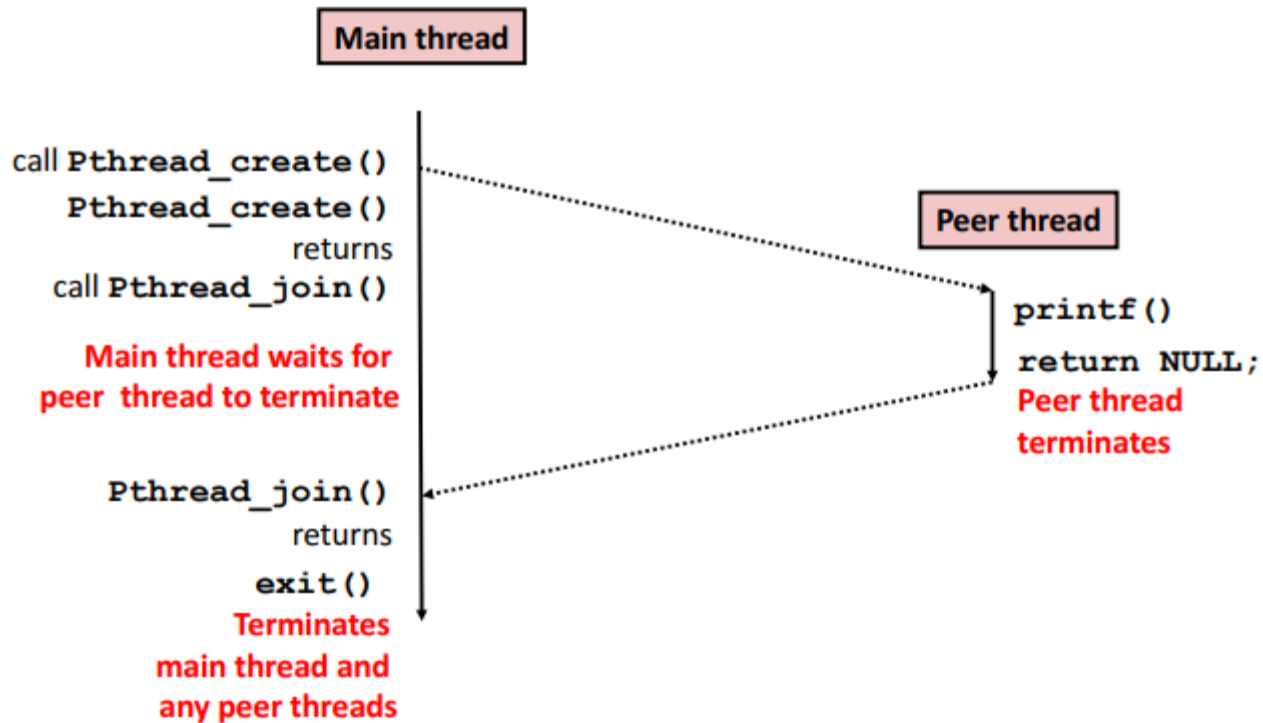 Main thread
call Pthread_create()
Pthread_create()
returns
call Pthread_join()
Main thread waits for
peer thread to terminate
Pthread_join()
returns
exit()
Terminates
main thread and
any peer threads
Peer thread
printf()
return NULL;
Peer thread
terminates